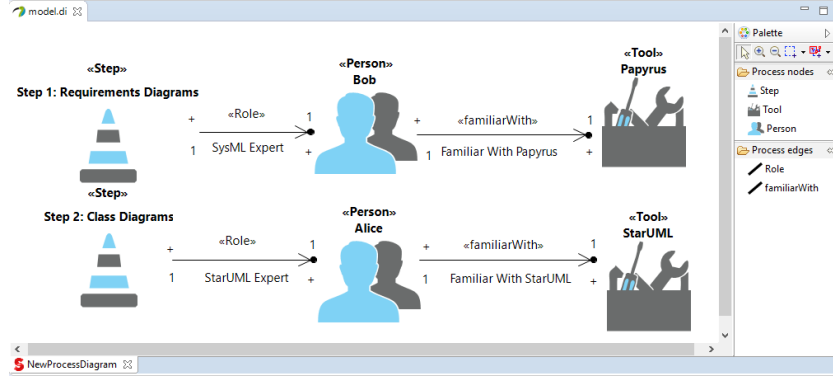 model.di
Palette
«Step»
Step 1: Requirements Diagrams
«Person»
Bob
«Tool»
Papyrus
+
«Role»
1
1
SysML Expert
+
+
«familiarWith»
1
1
Familiar With Papyrus
+
«Step»
Step 2: Class Diagrams
«Person»
Alice
«Tool»
StarUML
+
«Role»
1
1
StarUML Expert
+
+
«familiarWith»
1
1
Familiar With StarUML
+
Process nodes
Step
Tool
Person
Process edges
Role
familiarWith
NewProcessDiagram